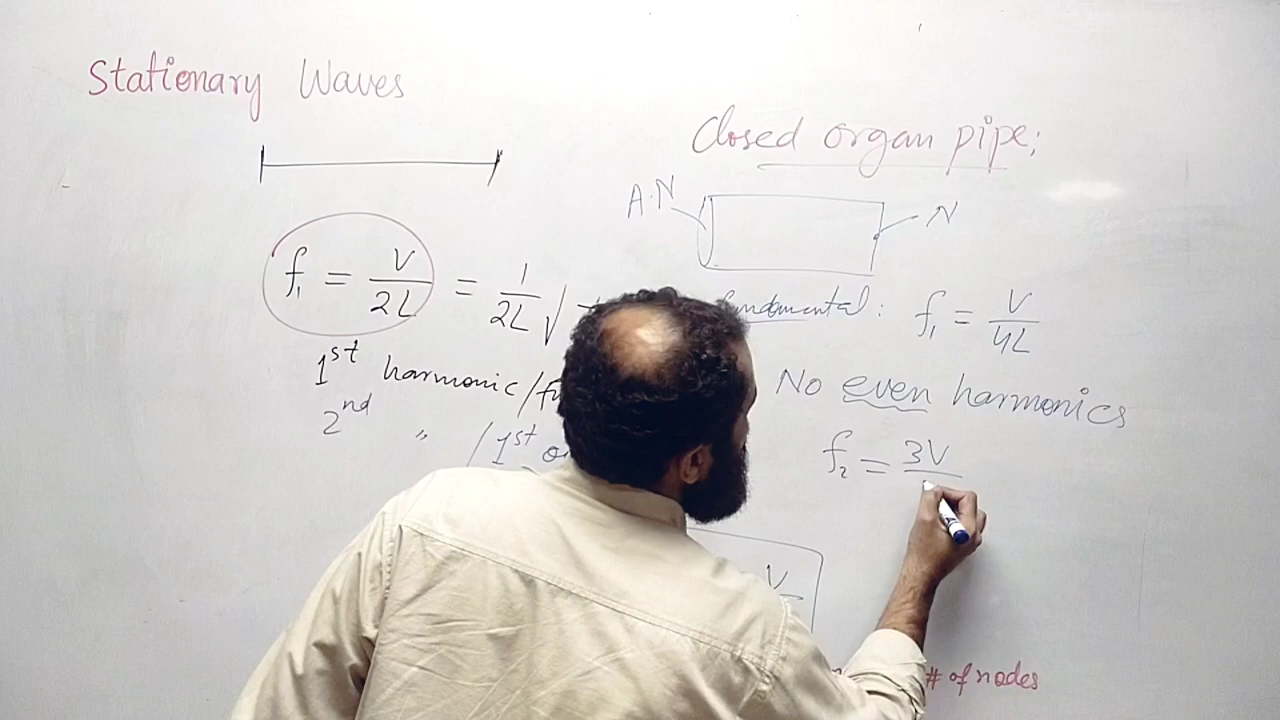 Stationary Waves
f₁ = V/2L = 1/2L √
1st harmonic /
2nd " / 1st
Closed organ pipe;
A.N
N
fundamental : f₁ = V/4L
No even harmonics
f₂ = 3V
V
# of nodes